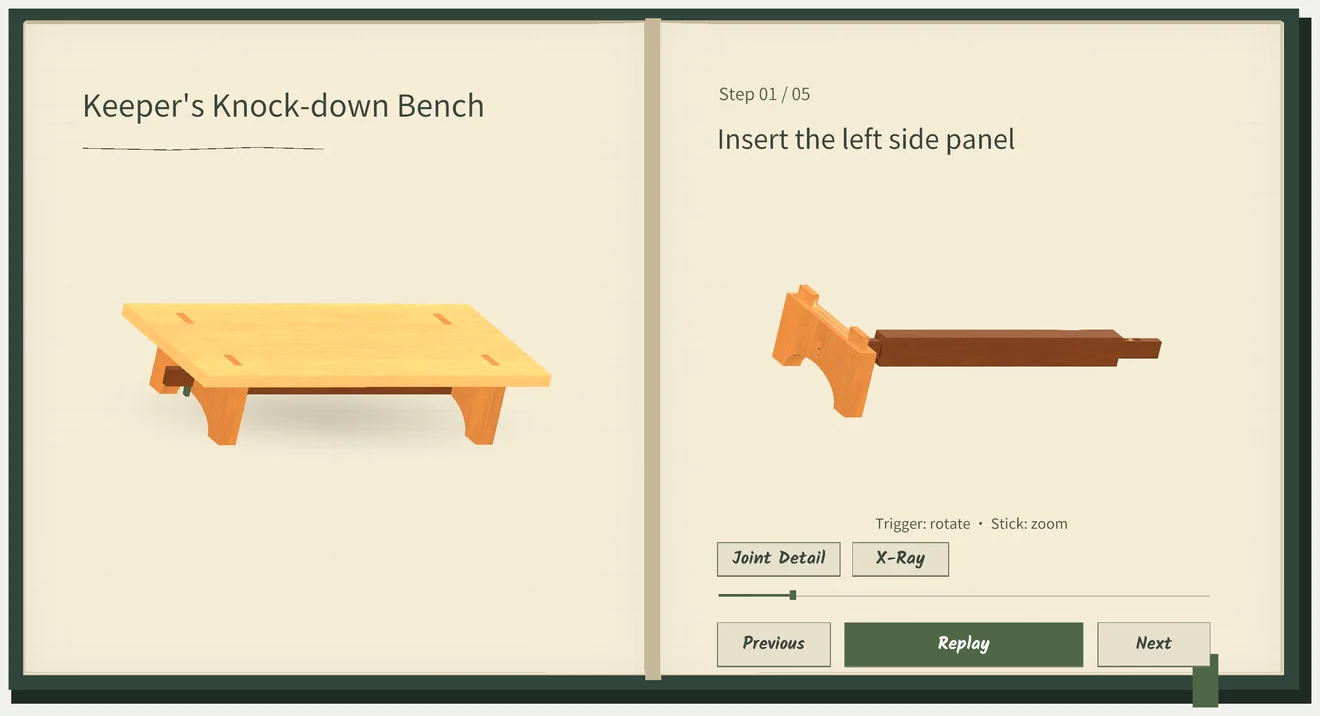 Keeper's Knock-down Bench
Step 01 / 05
Insert the left side panel
Trigger: rotate • Stick: zoom
Joint Detail
X-Ray
Previous
Replay
Next